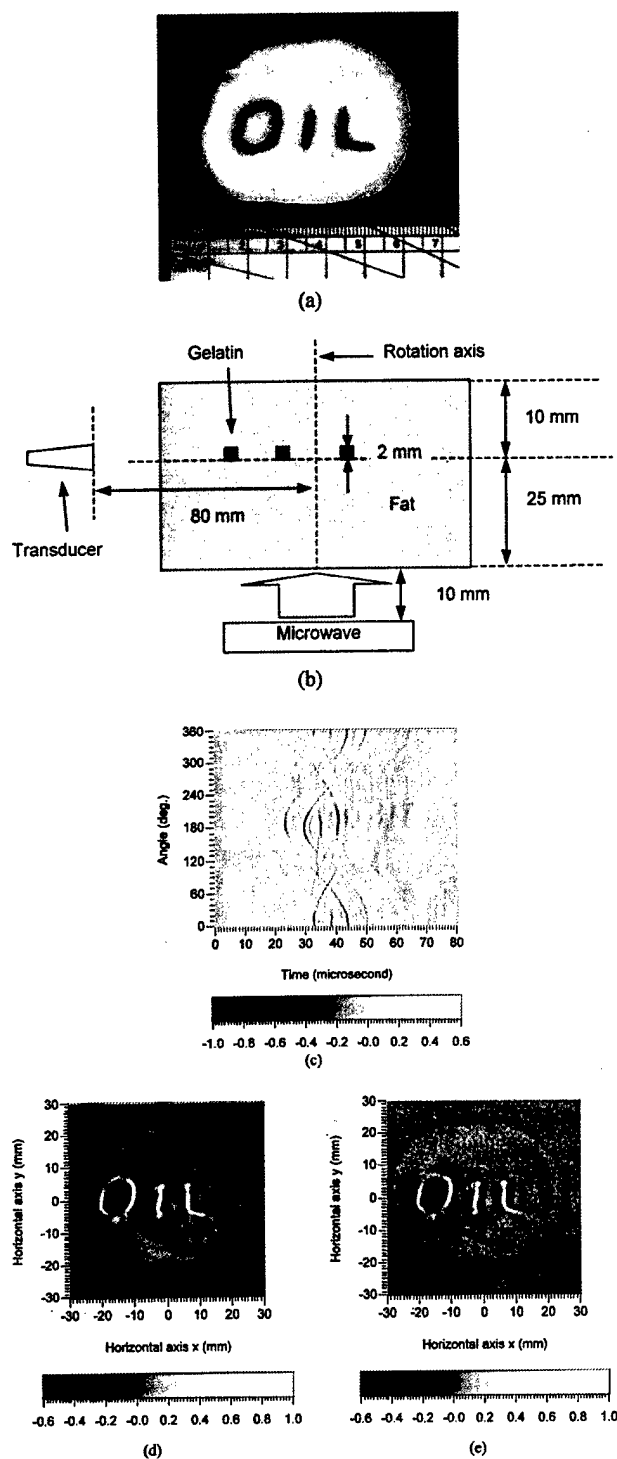 OIL
2 3 4 5 6 7
(a)
Gelatin
Rotation axis
10 mm
2 mm
80 mm
Fat
25 mm
Transducer
10 mm
Microwave
(b)
360
300
240
180
120
60
0
Angle (deg.)
0 10 20 30 40 50 60 70 80
Time (microsecond)
-1.0 -0.8 -0.6 -0.4 -0.2 -0.0 0.2 0.4 0.6
(c)
30
20
10
0
-10
-20
-30
Horizontal axis y (mm)
OIL
-30 -20 -10 0 10 20 30
Horizontal axis x (mm)
-0.6 -0.4 -0.2 0.0 0.2 0.4 0.6 0.8 1.0
(d)
30
20
10
0
-10
-20
-30
Horizontal axis y (mm)
OIL
-30 -20 -10 0 10 20 30
Horizontal axis x (mm)
-0.6 -0.4 -0.2 0.0 0.2 0.4 0.6 0.8 1.0
(e)